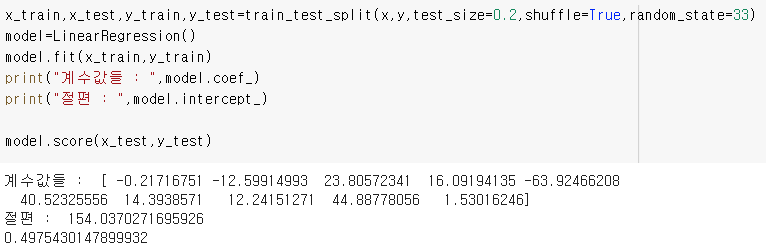 x_train,x_test,y_train,y_test=train_test_split(x,y,test_size=0.2,shuffle=True,random_state=33)
model=LinearRegression()
model.fit(x_train,y_train)
print("계수값들 : ",model.coef_)
print("절편 : ",model.intercept_)
model.score(x_test,y_test)
계수값들 :  [ -0.21716751 -12.59914993  23.80572341  16.09194135 -63.92466208
  40.52325556  14.3938571   12.24151271  44.88778056   1.53016246]
절편 :  154.0370271695926
0.4975430147899932